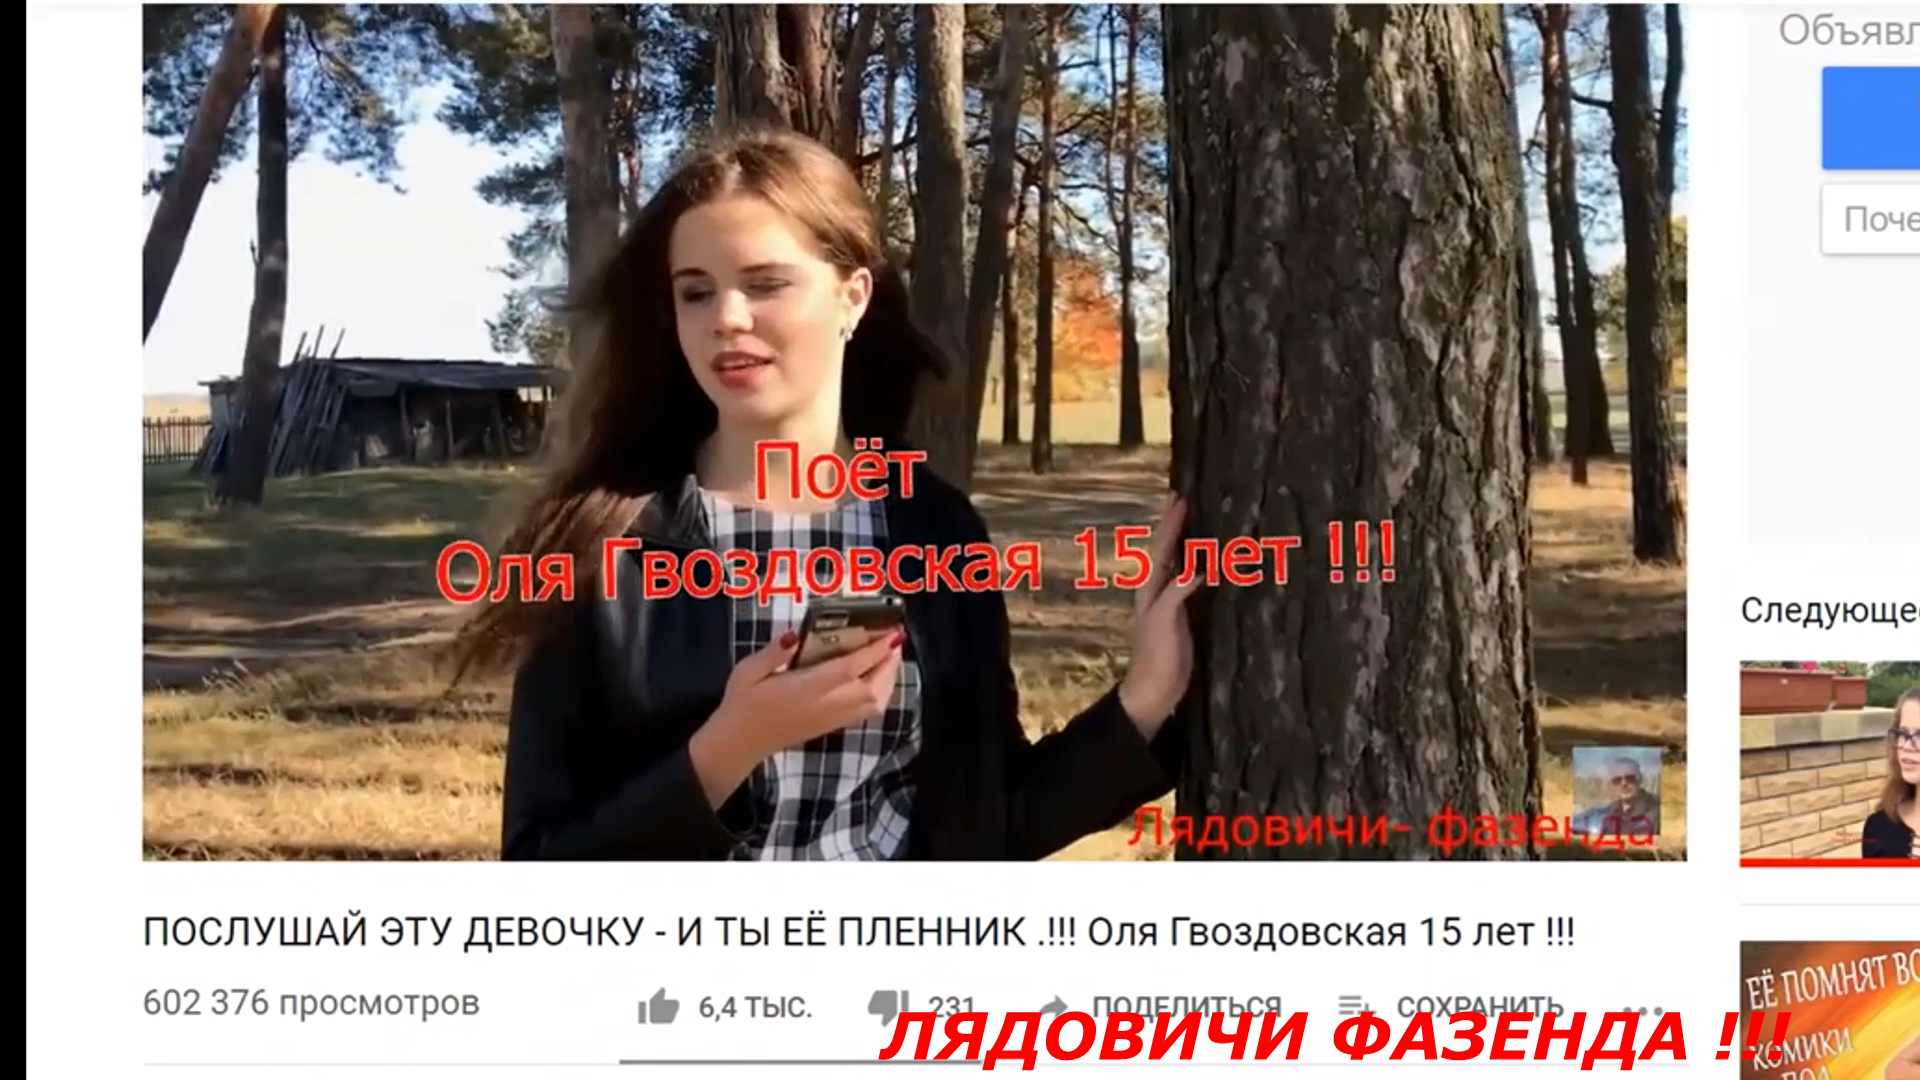 Объявл
Поче
Поёт
Оля Гвоздовская 15 лет !!!
Лядовичи- фазенда
Следующе
ПОСЛУШАЙ ЭТУ ДЕВОЧКУ - И ТЫ ЕЁ ПЛЕННИК .!!! Оля Гвоздовская 15 лет !!!
602 376 просмотров
6,4 ТЫС.
231
ПОДЕЛИТЬСЯ
СОХРАНИТЬ
ЛЯДОВИЧИ ФАЗЕНДА !!!
ЕЁ ПОМНЯТ ВС
КОМИКИ